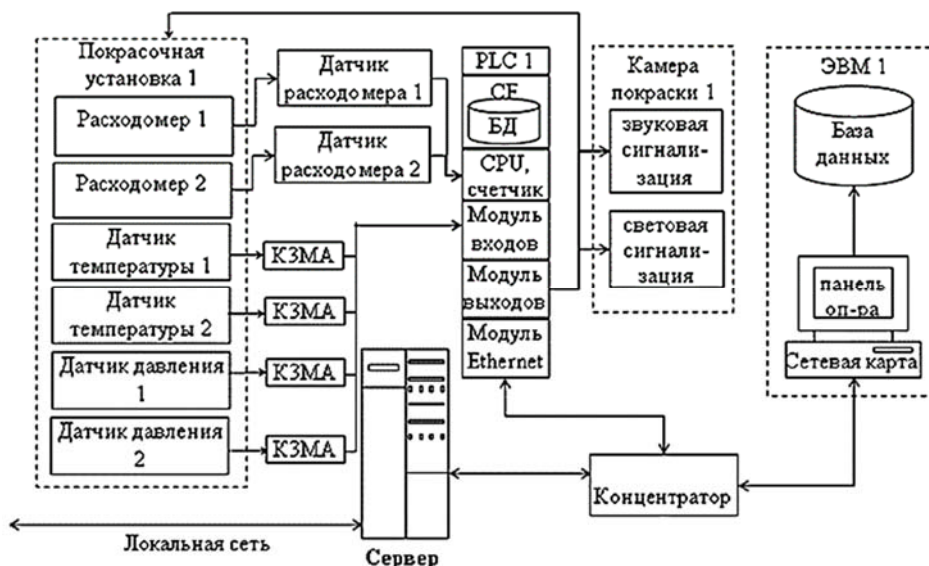 Покрасочная
установка 1
Расходомер 1
Расходомер 2
Датчик
температуры 1
Датчик
температуры 2
Датчик давления
1
Датчик давления
2
Датчик
расходомера 1
Датчик
расходомера 2
КЗМА
КЗМА
КЗМА
КЗМА
PLC 1
CF
БД
CPU,
счетчик
Модуль
входов
Модуль
выходов
Модуль
Ethernet
Камера
покраски 1
звуковая
сигнали-
зация
световая
сигнали-
зация
ЭВМ 1
База
данных
панель
оп-ра
Сетевая карта
Концентратор
Локальная сеть
Сервер